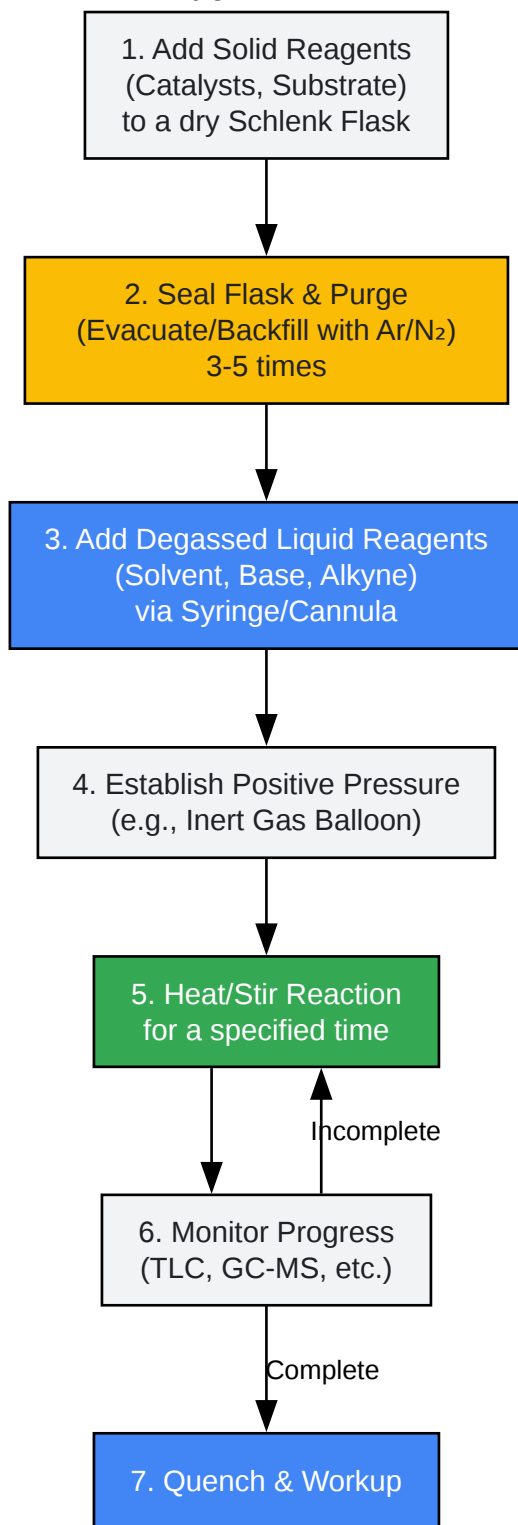 1. Add Solid Reagents
(Catalysts, Substrate)
to a dry Schlenk Flask
2. Seal Flask & Purge
(Evacuate/Backfill with Ar/N₂)
3-5 times
3. Add Degassed Liquid Reagents
(Solvent, Base, Alkyne)
via Syringe/Cannula
4. Establish Positive Pressure
(e.g., Inert Gas Balloon)
5. Heat/Stir Reaction
for a specified time
Incomplete
6. Monitor Progress
(TLC, GC-MS, etc.)
Complete
7. Quench & Workup